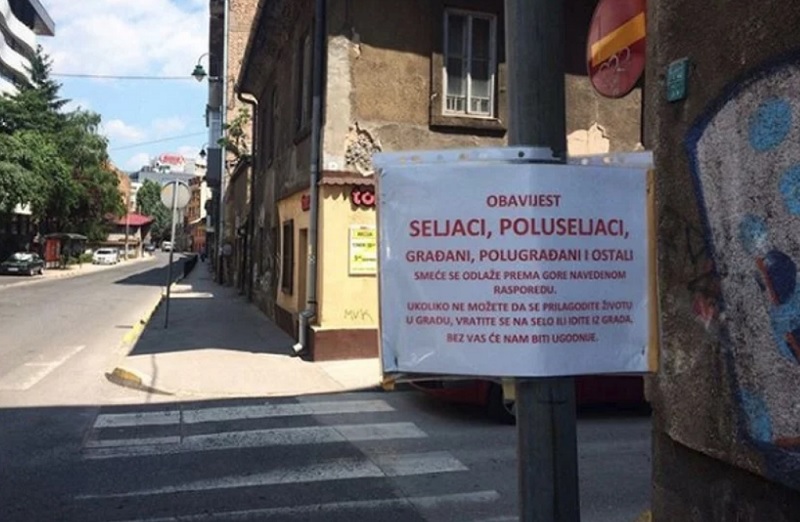 OBAVIJEST
SELJACI, POLUSELJACI,
GRAĐANI, POLUGRAĐANI I OSTALI
SMEĆE SE ODLAŽE PREMA GORE NAVEDENOM
RASPOREDU.
UKOLIKO NE MOŽETE DA SE PRILAGODITE ŽIVOTU
U GRADU, VRATITE SE NA SELO ILI IDITE IZ GRADA,
BEZ VAS ĆE NAM BITI UGODNIJE.
MVK